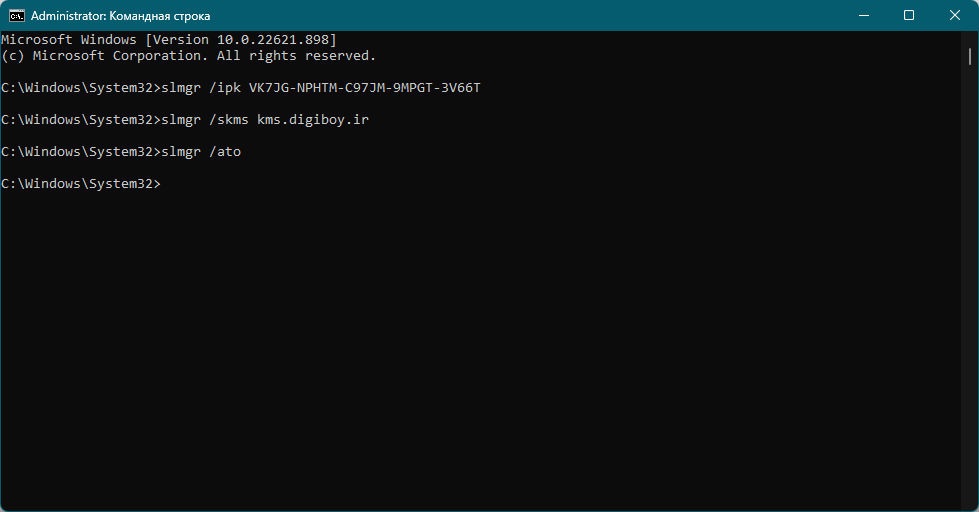 Administrator: Командная строка
Microsoft Windows [Version 10.0.22621.898]
(c) Microsoft Corporation. All rights reserved.
C:\Windows\System32>slmgr /ipk VK7JG-NPHTM-C97JM-9MPGT-3V66T
C:\Windows\System32>slmgr /skms kms.digiboy.ir
C:\Windows\System32>slmgr /ato
C:\Windows\System32>